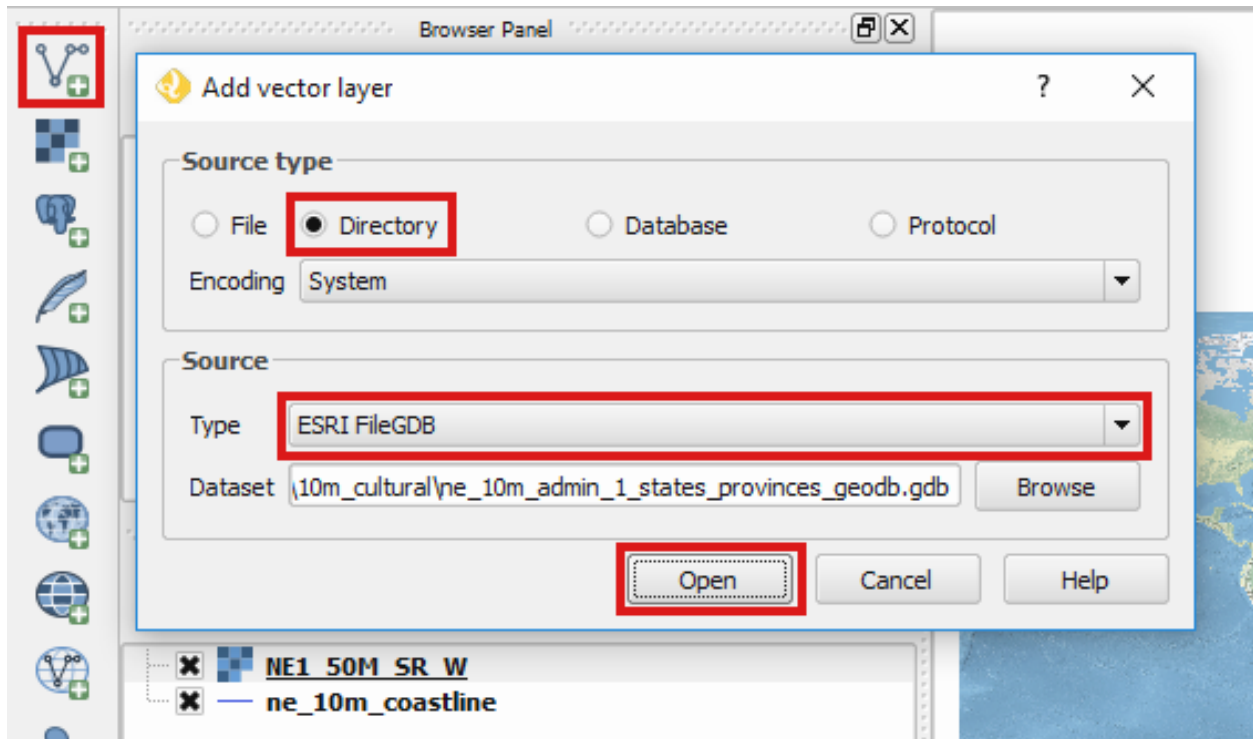 Browser Panel
Add vector layer
?
Source type
File Directory Database Protocol
Encoding System
Source
Type ESRI FileGDB
Dataset \10m_cultural\ne_10m_admin_1_states_provinces_geodb.gdb Browse
Open Cancel Help
NE1_50M_SR_W
ne_10m_coastline